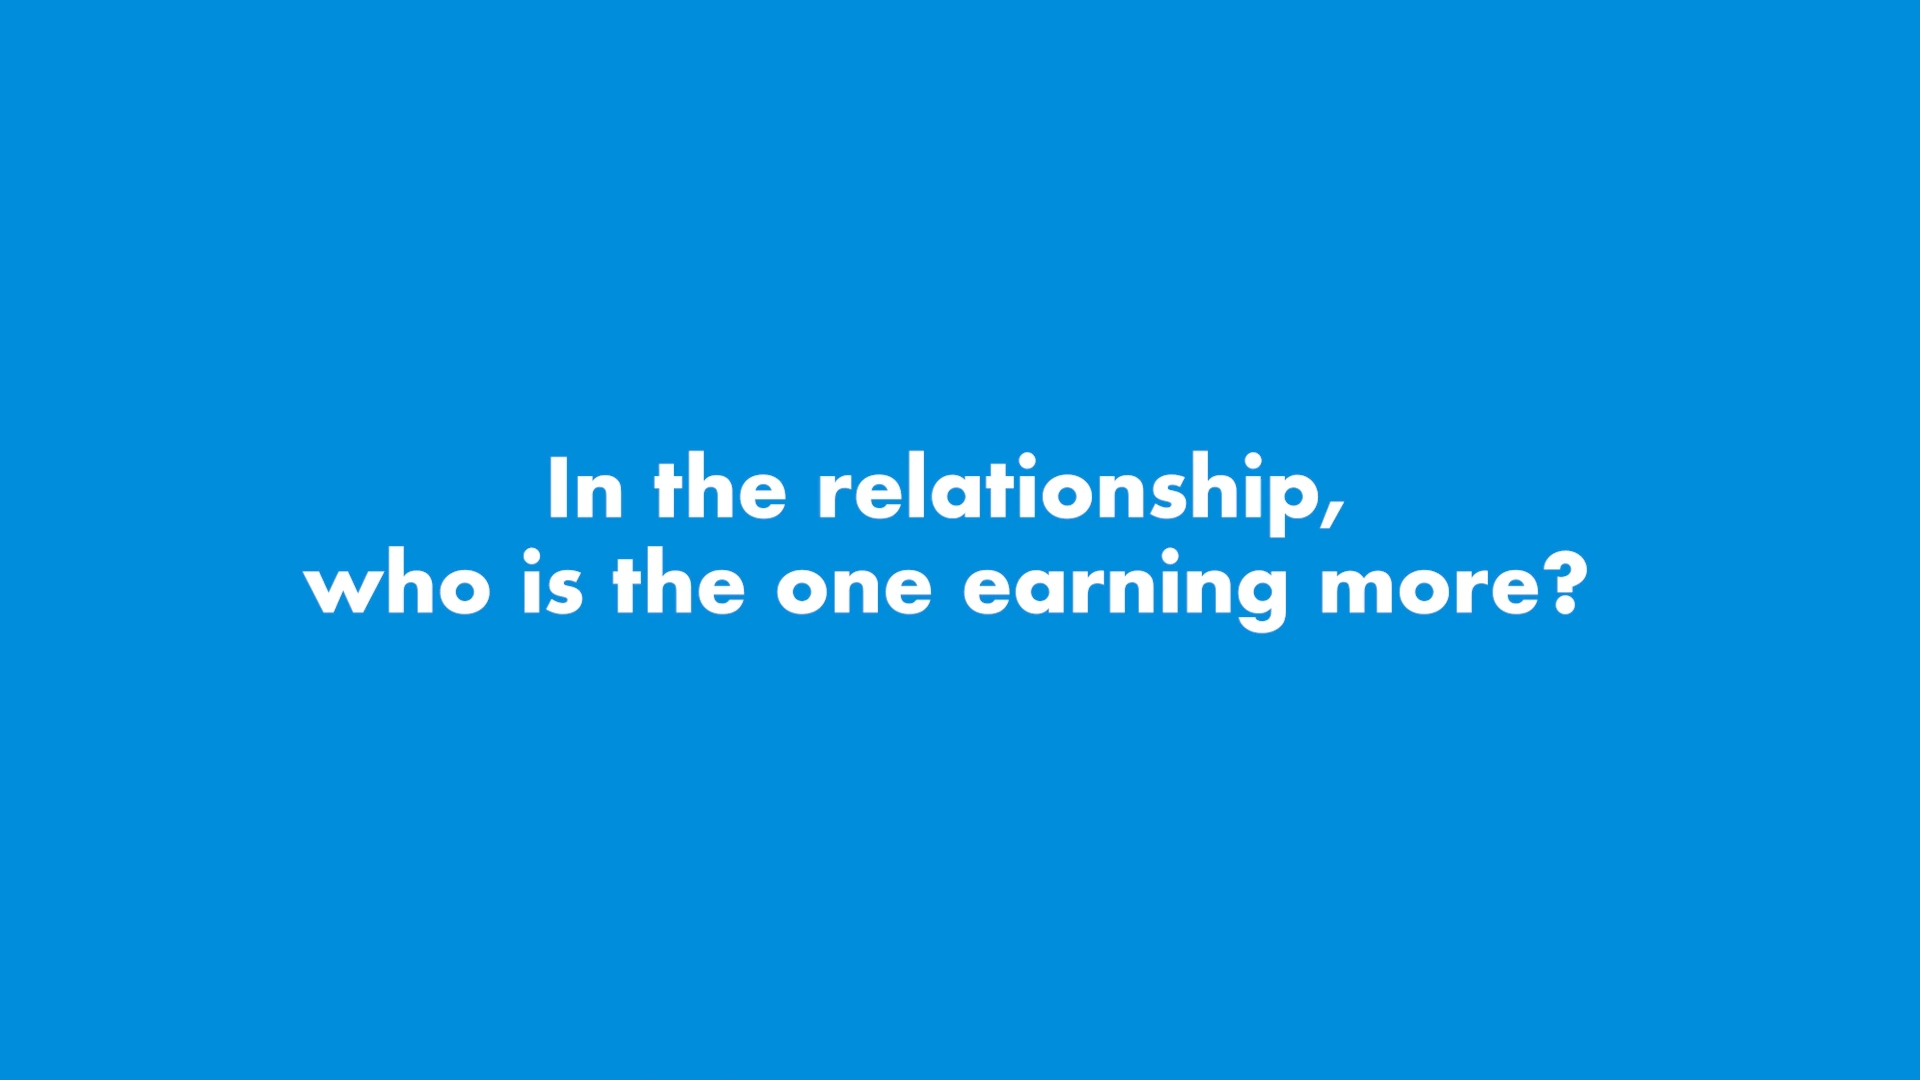 In the relationship,
who is the one earning more?